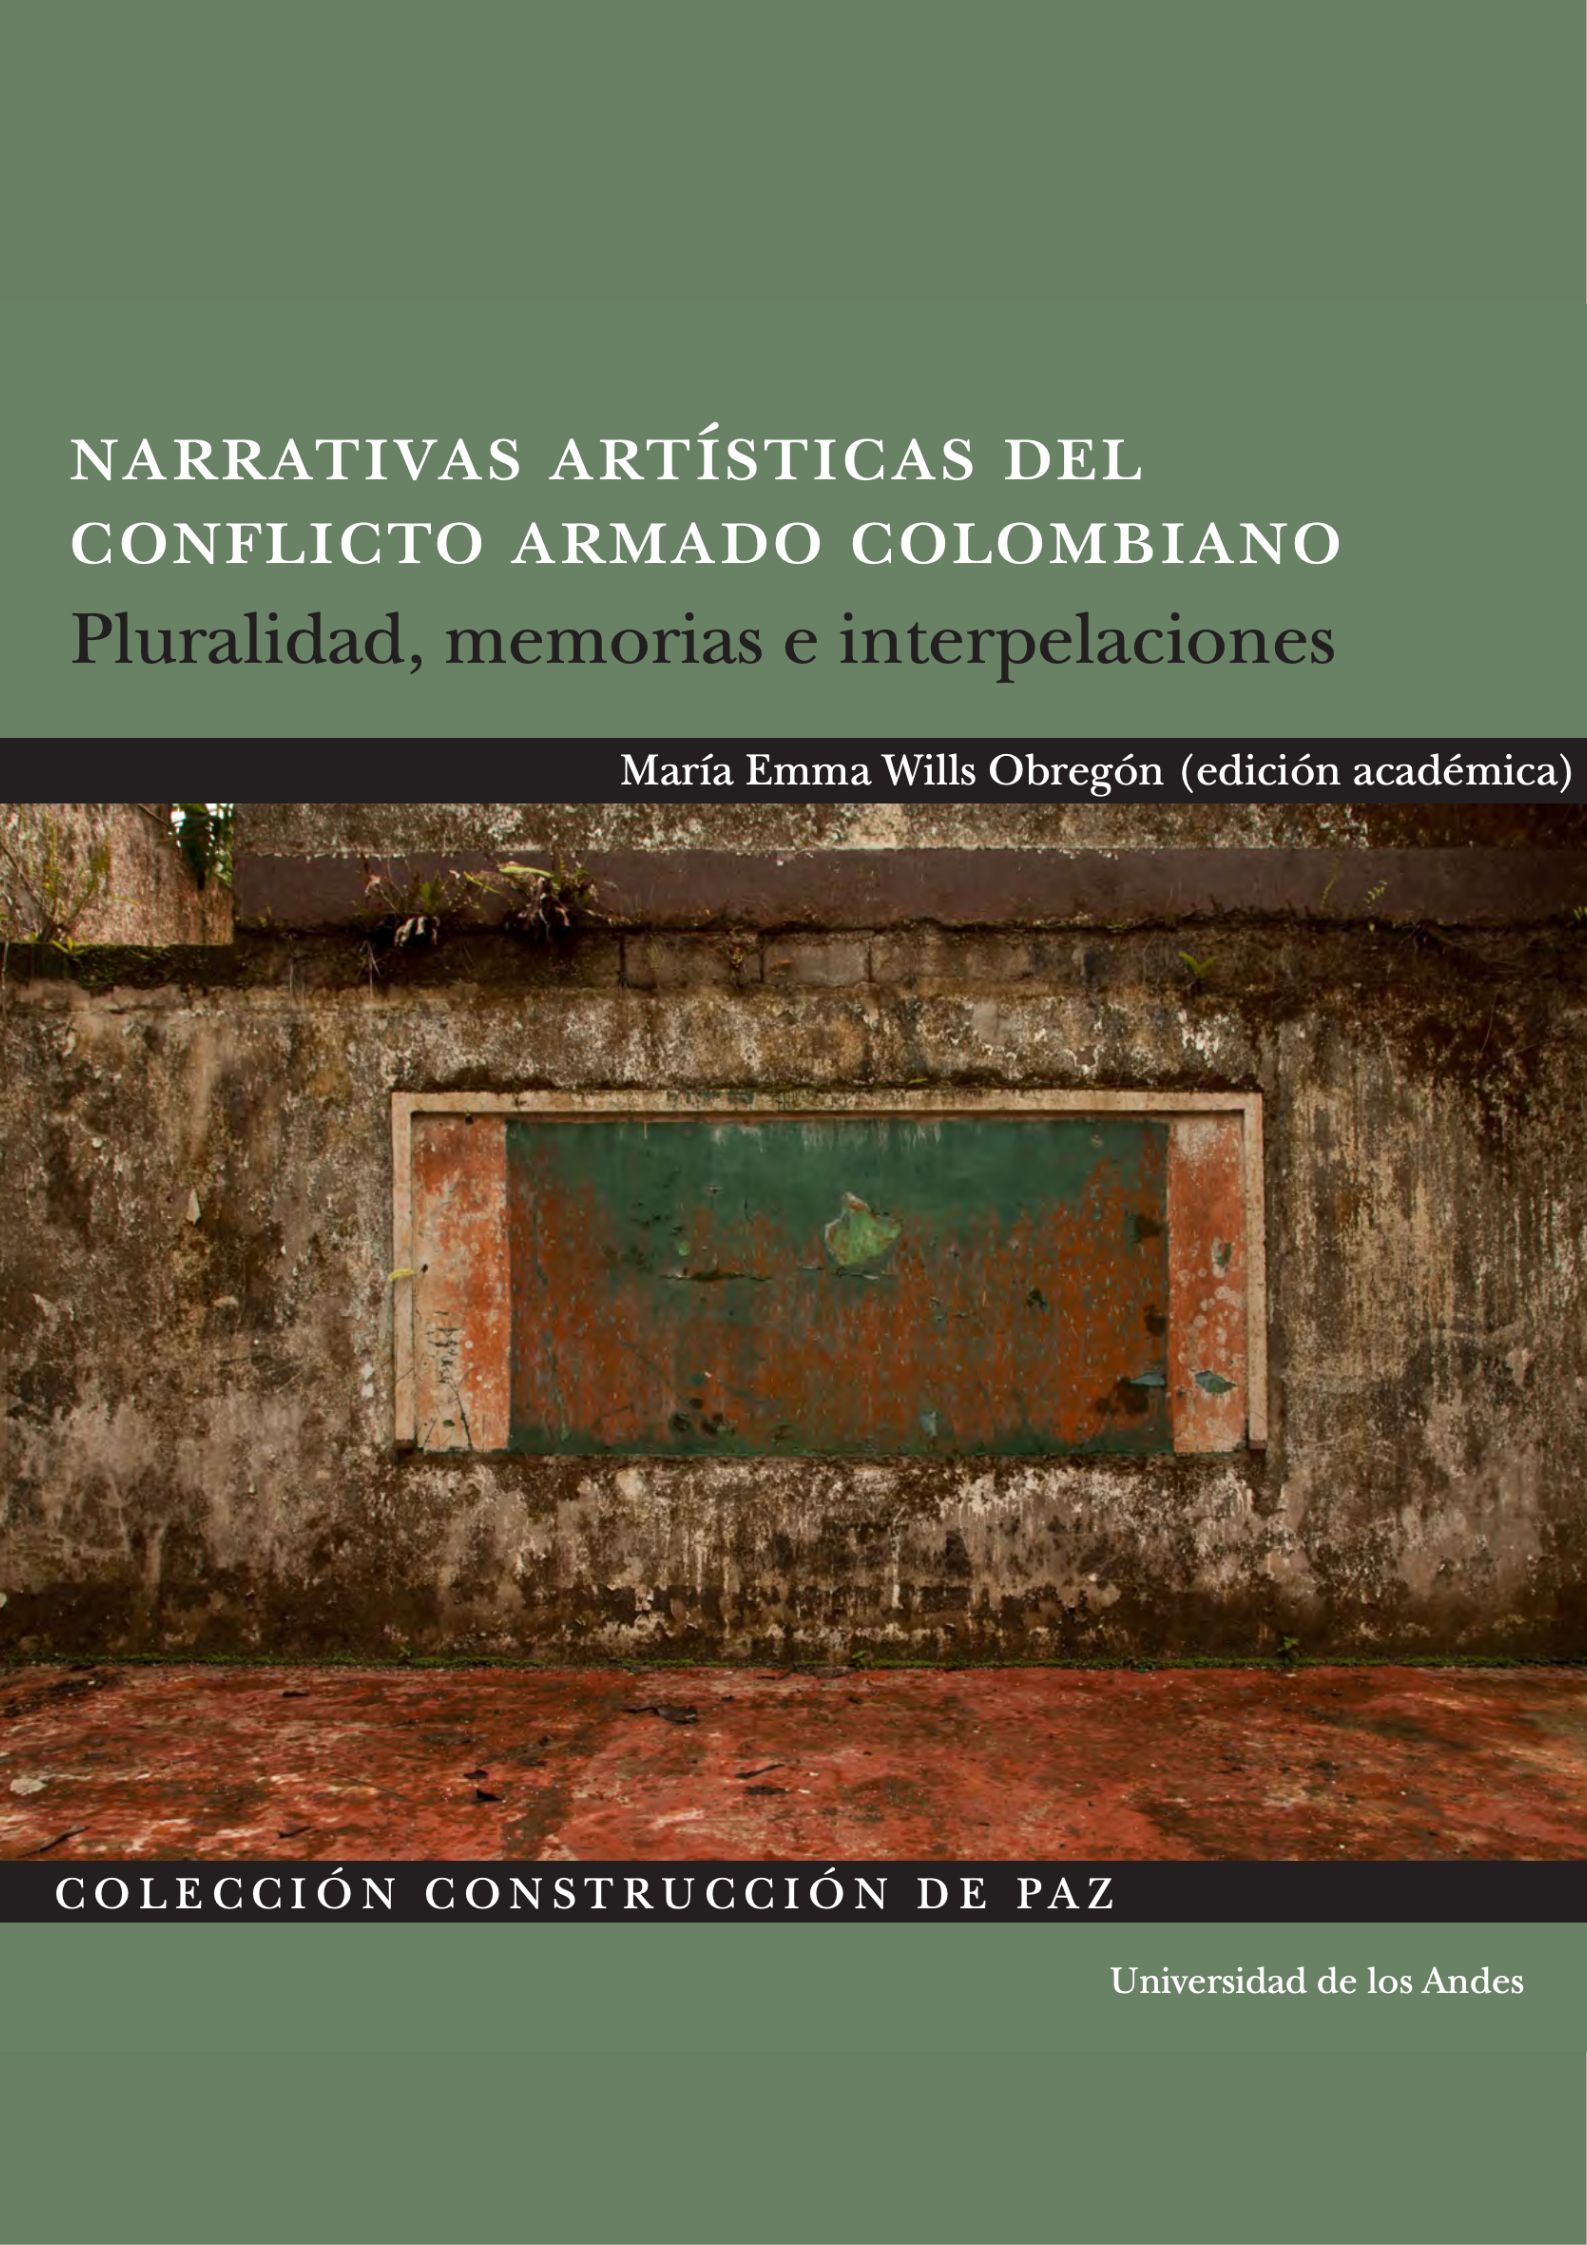 NARRATIVAS ARTÍSTICAS DEL
CONFLICTO ARMADO COLOMBIANO
Pluralidad, memorias e interpelaciones
María Emma Wills Obregón (edición académica)
COLECCIÓN CONSTRUCCIÓN DE PAZ
Universidad de los Andes